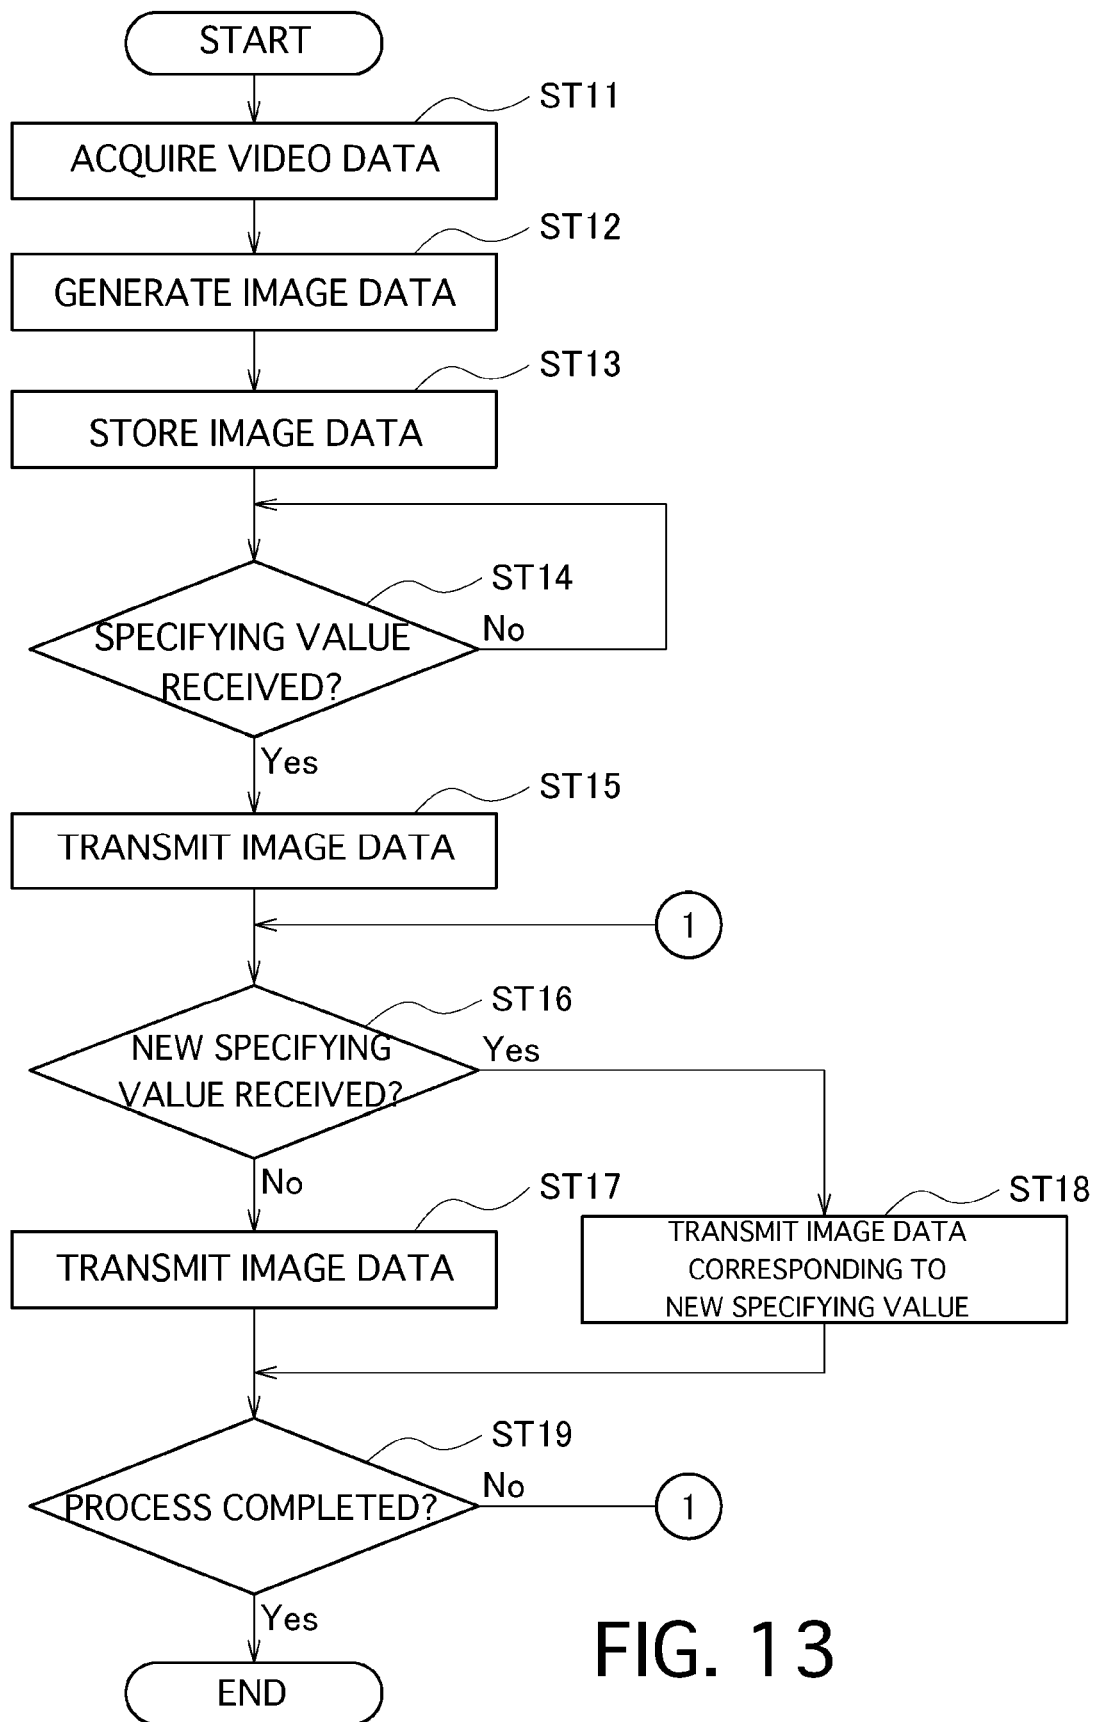 START
ST11
ACQUIRE VIDEO DATA
ST12
GENERATE IMAGE DATA
ST13
STORE IMAGE DATA
ST14
SPECIFYING VALUE
RECEIVED?
No
Yes
ST15
TRANSMIT IMAGE DATA
1
ST16
NEW SPECIFYING
VALUE RECEIVED?
Yes
No
ST17
TRANSMIT IMAGE DATA
ST18
TRANSMIT IMAGE DATA
CORRESPONDING TO
NEW SPECIFYING VALUE
ST19
PROCESS COMPLETED?
No
1
Yes
END
FIG. 13